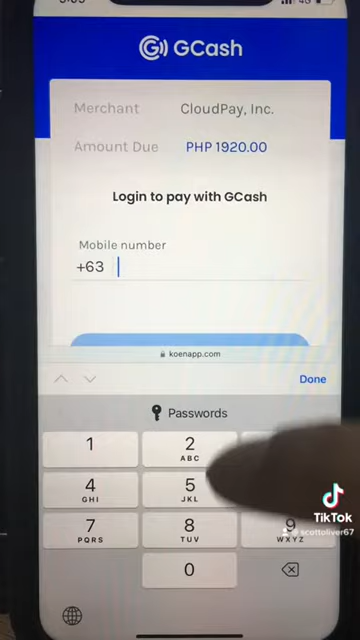 GCash
Merchant CloudPay, Inc.
Amount Due PHP 1920.00
Login to pay with GCash
Mobile number
+63
koenapp.com
Done
Passwords
1 2
ABC
4 5
GHI JKL
7 8 9
PQRS TUV WXYZ
0
TikTok
@scottoliver67